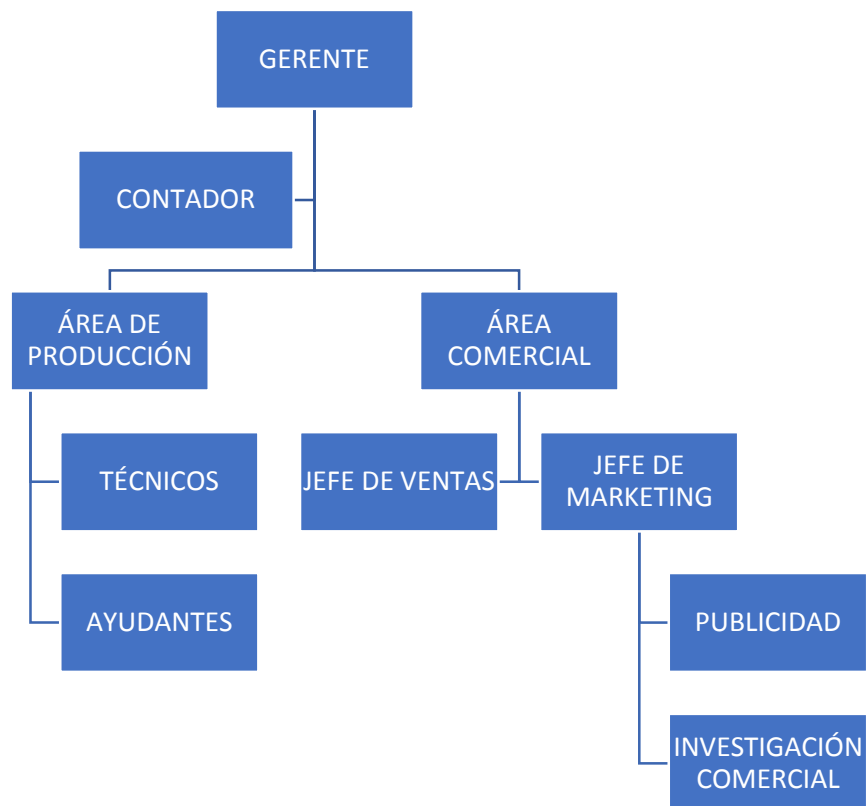 GERENTE
CONTADOR
ÁREA DE
PRODUCCIÓN
ÁREA
COMERCIAL
TÉCNICOS
JEFE DE VENTAS
JEFE DE
MARKETING
AYUDANTES
PUBLICIDAD
INVESTIGACIÓN
COMERCIAL